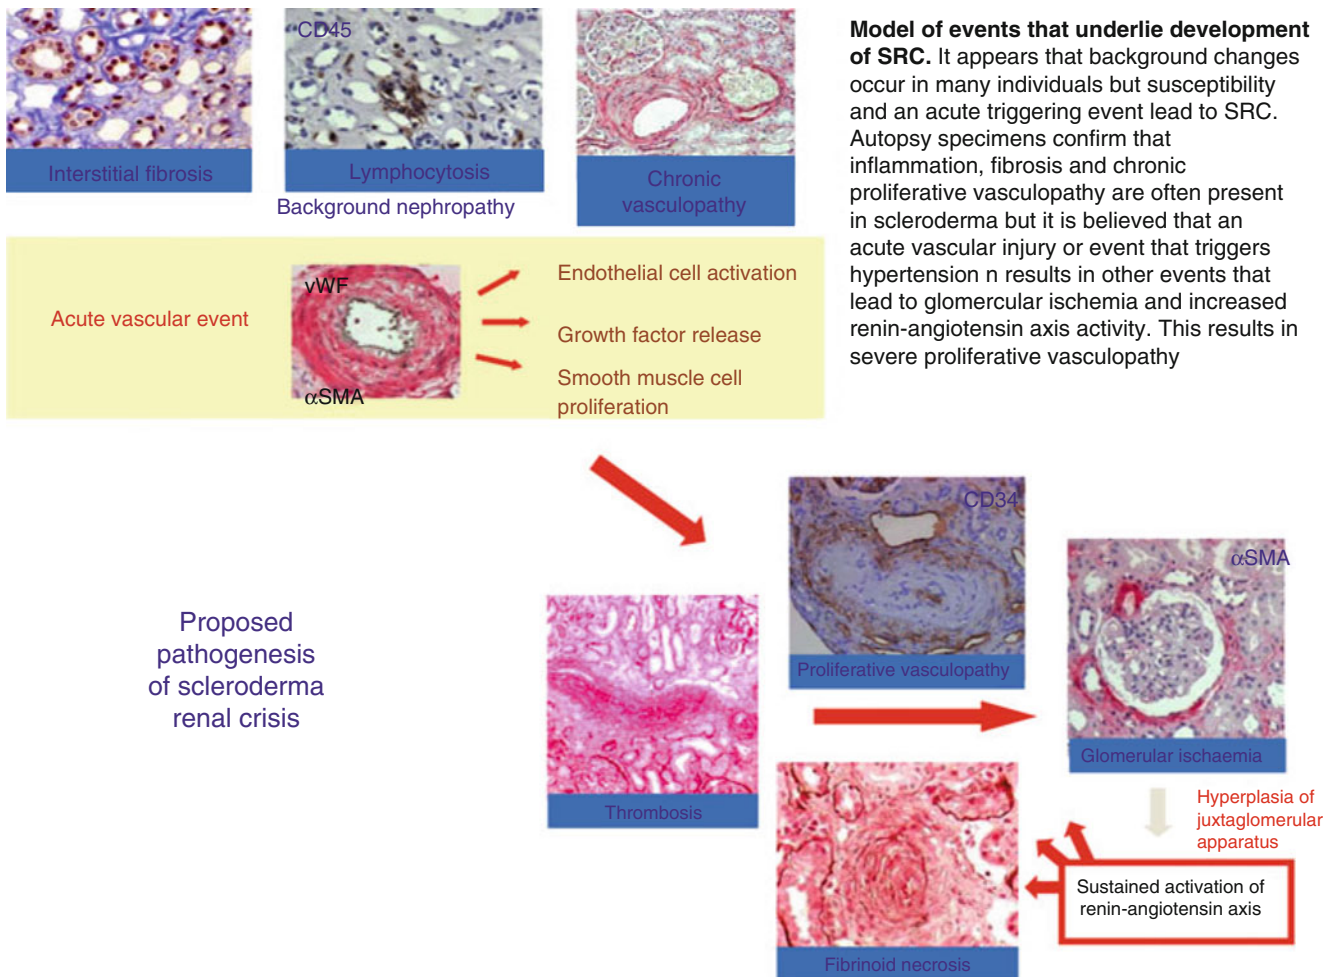 CD45
Interstitial fibrosis
Lymphocytosis
Background nephropathy
Chronic
vasculopathy
Model of events that underlie development
of SRC. It appears that background changes
occur in many individuals but susceptibility
and an acute triggering event lead to SRC.
Autopsy specimens confirm that
inflammation, fibrosis and chronic
proliferative vasculopathy are often present
in scleroderma but it is believed that an
acute vascular injury or event that triggers
hypertension n results in other events that
lead to glomercular ischemia and increased
renin-angiotensin axis activity. This results in
severe proliferative vasculopathy
Acute vascular event
vWF
αSMA
Endothelial cell activation
Growth factor release
Smooth muscle cell
proliferation
Proposed
pathogenesis
of scleroderma
renal crisis
Thrombosis
CD34
Proliferative vasculopathy
Fibrinoid necrosis
αSMA
Glomerular ischaemia
Hyperplasia of
juxtaglomerular
apparatus
Sustained activation of
renin-angiotensin axis